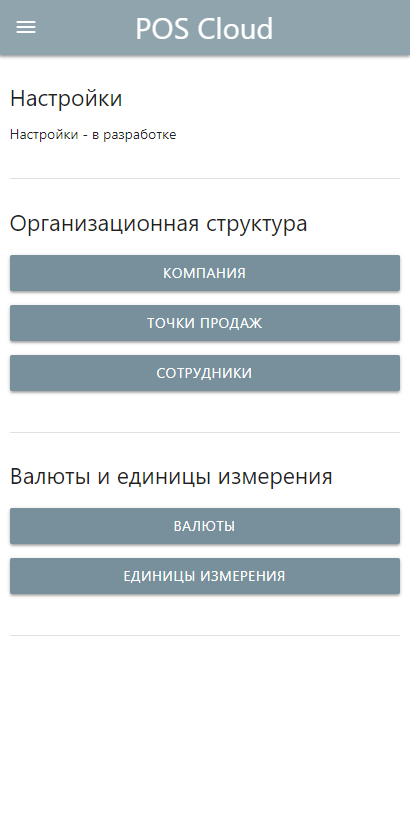 POS Cloud
Настройки
Настройки - в разработке
Организационная структура
КОМПАНИЯ
ТОЧКИ ПРОДАЖ
СОТРУДНИКИ
Валюты и единицы измерения
ВАЛЮТЫ
ЕДИНИЦЫ ИЗМЕРЕНИЯ